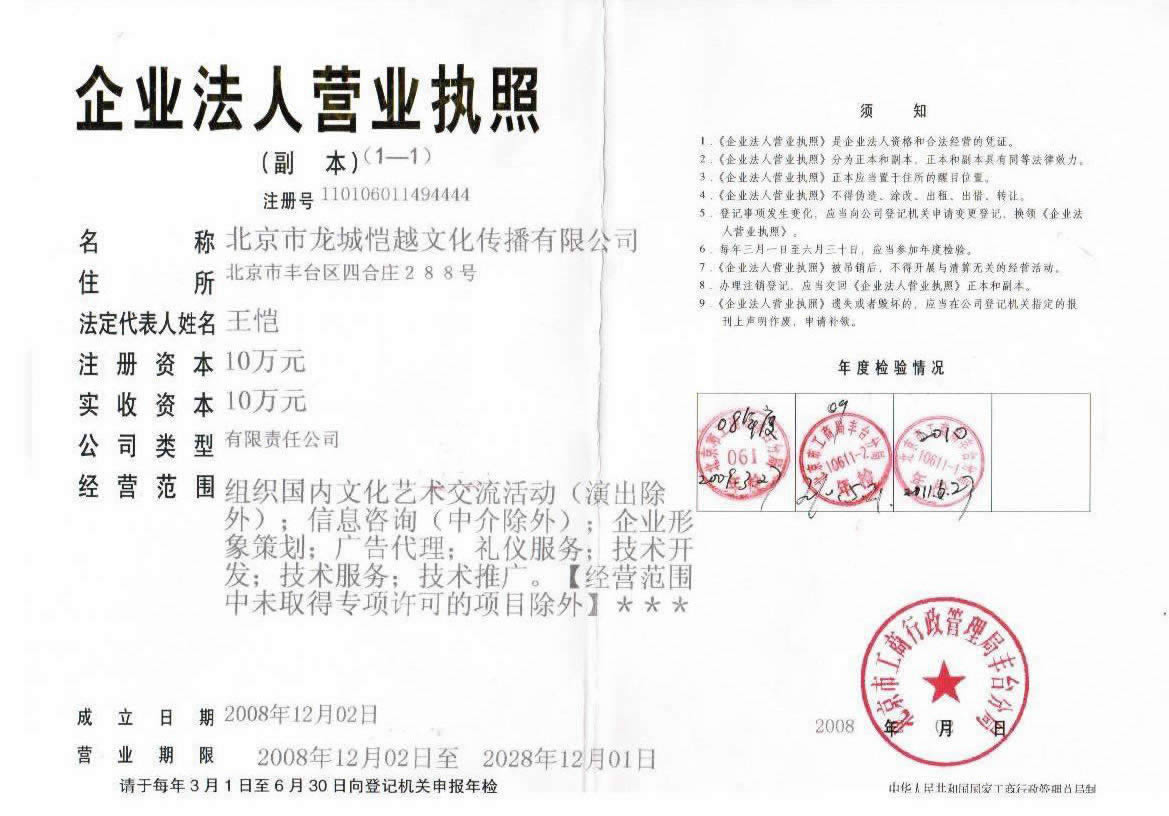 企业法人营业执照
(副 本)(1—1)
注册号 110106011494444
名 称 北京市龙城恺越文化传播有限公司
住 所 北京市丰台区四合庄288号
法定代表人姓名 王恺
注 册 资 本 10万元
实 收 资 本 10万元
公 司 类 型 有限责任公司
经 营 范 围 组织国内文化艺术交流活动（演出除
外）；信息咨询（中介除外）；企业形
象策划；广告代理；礼仪服务；技术开
发；技术服务；技术推广。【经营范围
中未取得专项许可的项目除外】＊＊＊
成 立 日 期 2008年12月02日
营 业 期 限 2008年12月02日至 2028年12月01日
请于每年3月1日至6月30日向登记机关申报年检
须 知
1．《企业法人营业执照》是企业法人资格和合法经营的凭证。
2．《企业法人营业执照》分为正本和副本，正本和副本具有同等法律效力。
3．《企业法人营业执照》正本应当置于住所的醒目位置。
4．《企业法人营业执照》不得伪造、涂改、出租、出借、转让。
5．登记事项发生变化，应当向公司登记机关申请变更登记，换领《企业法
人营业执照》。
6．每年三月一日至六月三十日，应当参加年度检验。
7．《企业法人营业执照》被吊销后，不得开展与清算无关的经营活动。
8．办理注销登记，应当交回《企业法人营业执照》正本和副本。
9．《企业法人营业执照》遗失或者毁坏的，应当在公司登记机关指定的报
刊上声明作废，申请补领。
年度检验情况
08年度
061
2009.3.27
年检
09
北京市工商局丰台分局
10611-2
年检
2010
10611-1
2011.6.27
北京市工商行政管理局丰台分局
2008 年 月 日
中华人民共和国国家工商行政管理总局制